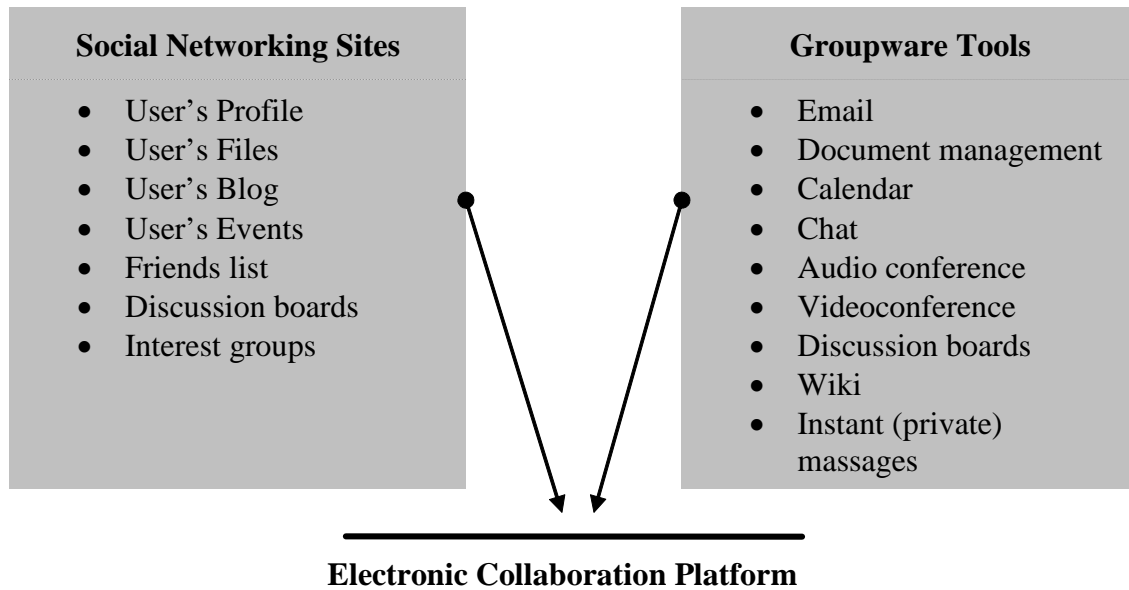 Social Networking Sites
• User’s Profile
• User’s Files
• User’s Blog
• User’s Events
• Friends list
• Discussion boards
• Interest groups
Groupware Tools
• Email
• Document management
• Calendar
• Chat
• Audio conference
• Videoconference
• Discussion boards
• Wiki
• Instant (private)
massages
Electronic Collaboration Platform